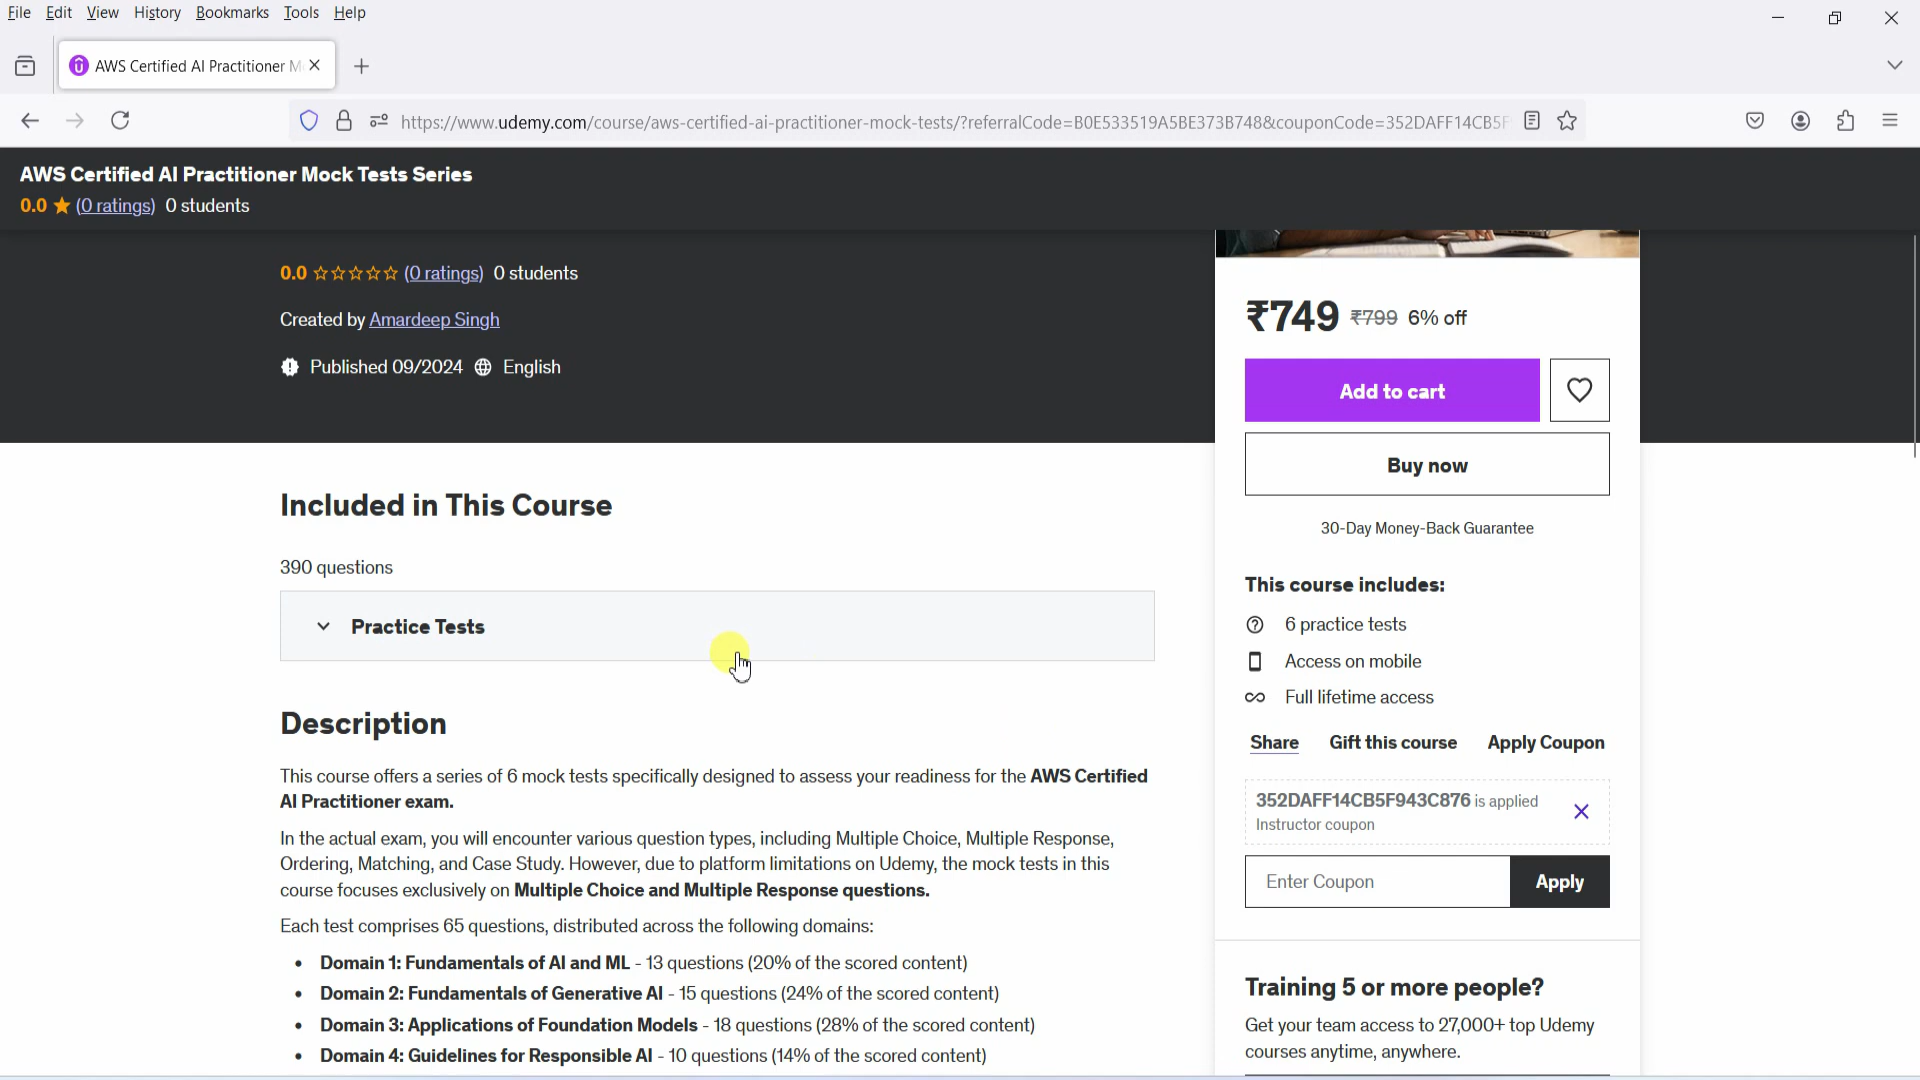 File Edit View History Bookmarks Tools Help
AWS Certified AI Practitioner M
https://www.udemy.com/course/aws-certified-ai-practitioner-mock-tests/?referralCode=B0E533519A5BE373B748&couponCode=352DAFF14CB5F
AWS Certified AI Practitioner Mock Tests Series
0.0 ★ (0 ratings) 0 students
0.0 ☆☆☆☆☆ (0 ratings) 0 students
Created by Amardeep Singh
Published 09/2024 English
Included in This Course
390 questions
Practice Tests
Description
This course offers a series of 6 mock tests specifically designed to assess your readiness for the AWS Certified
AI Practitioner exam.
In the actual exam, you will encounter various question types, including Multiple Choice, Multiple Response,
Ordering, Matching, and Case Study. However, due to platform limitations on Udemy, the mock tests in this
course focuses exclusively on Multiple Choice and Multiple Response questions.
Each test comprises 65 questions, distributed across the following domains:
• Domain 1: Fundamentals of AI and ML - 13 questions (20% of the scored content)
• Domain 2: Fundamentals of Generative AI - 15 questions (24% of the scored content)
• Domain 3: Applications of Foundation Models - 18 questions (28% of the scored content)
• Domain 4: Guidelines for Responsible AI - 10 questions (14% of the scored content)
₹749 ₹799 6% off
Add to cart
Buy now
30-Day Money-Back Guarantee
This course includes:
6 practice tests
Access on mobile
Full lifetime access
Share Gift this course Apply Coupon
352DAFF14CB5F943C876 is applied
Instructor coupon
Enter Coupon Apply
Training 5 or more people?
Get your team access to 27,000+ top Udemy
courses anytime, anywhere.